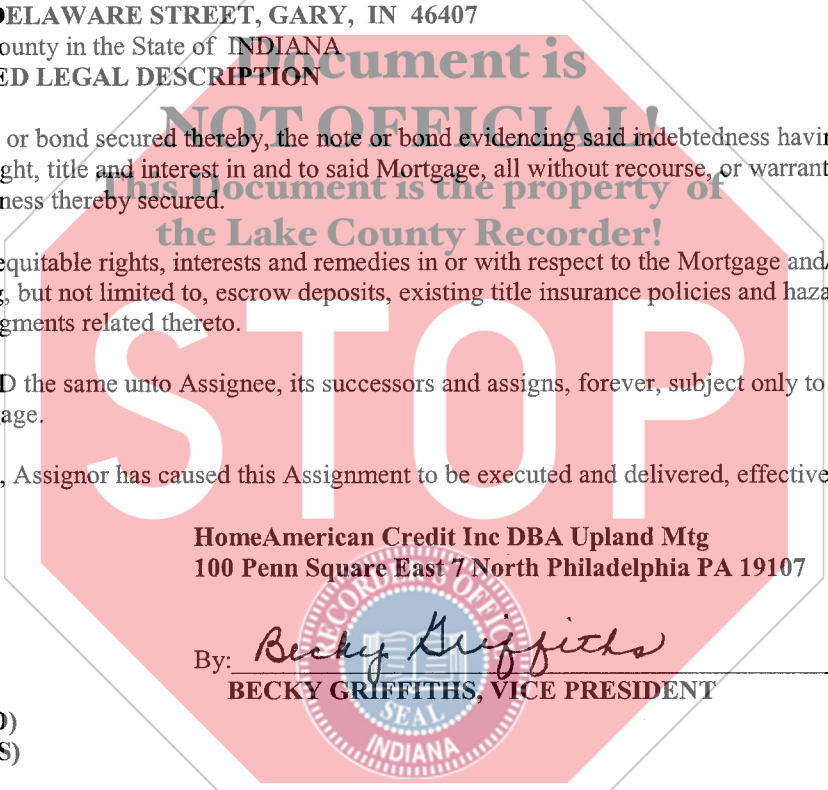 DELAWARE STREET, GARY, IN 46407
ounty in the State of INDIANA
ED LEGAL DESCRIPTION
Document is
NOT OFFICIAL!
or bond secured thereby, the note or bond evidencing said indebtedness havin
ght, title and interest in and to said Mortgage, all without recourse, or warrant
This Document is the property of
ness thereby secured.
the Lake County Recorder!
equitable rights, interests and remedies in or with respect to the Mortgage and/
, but not limited to, escrow deposits, existing title insurance policies and haza
gments related thereto.
STOP
D the same unto Assignee, its successors and assigns, forever, subject only to
age.
, Assignor has caused this Assignment to be executed and delivered, effective
HomeAmerican Credit Inc DBA Upland Mtg
100 Penn Square East 7 North Philadelphia PA 19107
RECORDER'S OFFIC
By: Becky Griffiths
BECKY GRIFFITHS, VICE PRESIDENT
SEAL
INDIANA
D)
S)